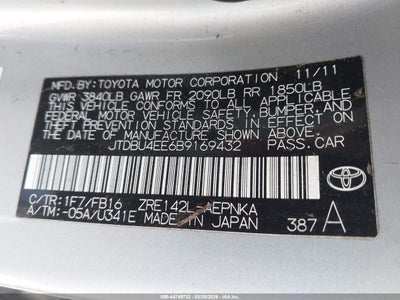 MFD. BY: TOYOTA MOTOR CORPORATION 11/11
GVWR 3840LB GAWR FR 2090LB RR 1850LB
THIS VEHICLE CONFORMS TO ALL APPLICABLE
FEDERAL MOTOR VEHICLE SAFETY, BUMPER, AND
THEFT PREVENTION STANDARDS IN EFFECT ON
THE DATE OF MANUFACTURE SHOWN ABOVE.
JTDBU4EE6B9169432 PASS. CAR
C/TR: 1F7/FB16 ZRE142L-AEPNKA
A/TM: -05A/U341E MADE IN JAPAN 387 A
TOYOTA